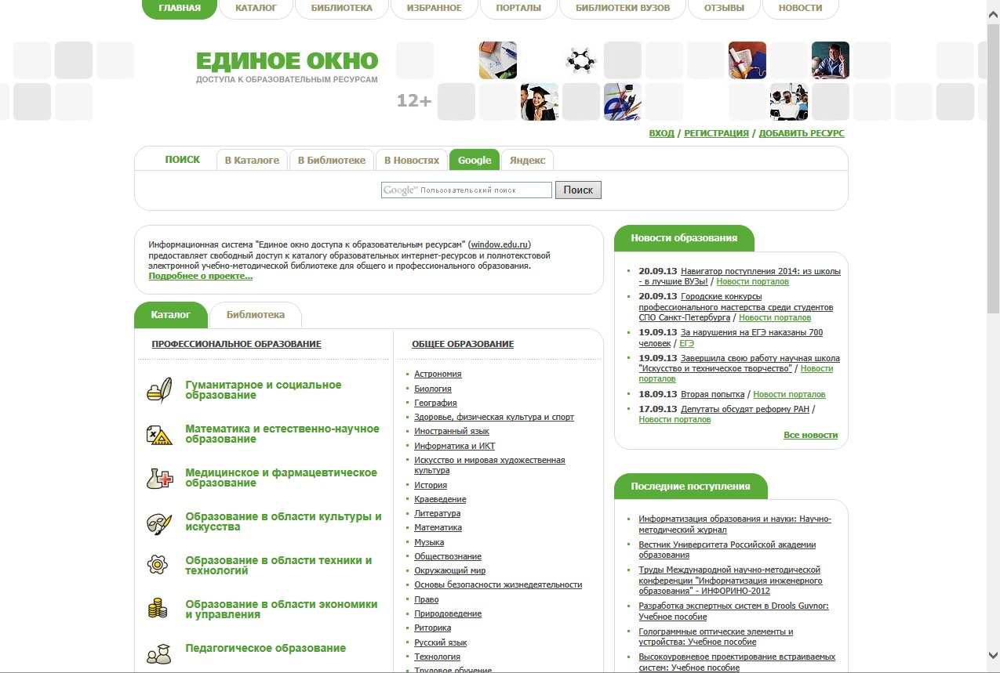 ГЛАВНАЯ
КАТАЛОГ
БИБЛИОТЕКА
ИЗБРАННОЕ
ПОРТАЛЫ
БИБЛИОТЕКИ ВУЗОВ
ОТЗЫВЫ
НОВОСТИ
ЕДИНОЕ ОКНО
ДОСТУПА К ОБРАЗОВАТЕЛЬНЫМ РЕСУРСАМ
12+
ВХОД / РЕГИСТРАЦИЯ / ДОБАВИТЬ РЕСУРС
ПОИСК
В Каталоге
В Библиотеке
В Новостях
Google
Яндекс
Google™ Пользовательский поиск
Поиск
Информационная система "Единое окно доступа к образовательным ресурсам" (window.edu.ru)
предоставляет свободный доступ к каталогу образовательных интернет-ресурсов и полнотекстовой
электронной учебно-методической библиотеке для общего и профессионального образования.
Подробнее о проекте...
Каталог
Библиотека
ПРОФЕССИОНАЛЬНОЕ ОБРАЗОВАНИЕ
Гуманитарное и социальное
образование
Математика и естественно-научное
образование
Медицинское и фармацевтическое
образование
Образование в области культуры и
искусства
Образование в области техники и
технологий
Образование в области экономики
и управления
Педагогическое образование
ОБЩЕЕ ОБРАЗОВАНИЕ
Астрономия
Биология
География
Здоровье, физическая культура и спорт
Иностранный язык
Информатика и ИКТ
Искусство и мировая художественная
культура
История
Краеведение
Литература
Математика
Музыка
Обществознание
Окружающий мир
Основы безопасности жизнедеятельности
Право
Природоведение
Риторика
Русский язык
Технология
Трудовое обучение
Новости образования
20.09.13 Навигатор поступления 2014: из школы
- в лучшие ВУЗы! / Новости порталов
20.09.13 Городские конкурсы
профессионального мастерства среди студентов
СПО Санкт-Петербурга / Новости порталов
19.09.13 За нарушения на ЕГЭ наказаны 700
человек / ЕГЭ
19.09.13 Завершила свою работу научная школа
"Искусство и техническое творчество" / Новости
порталов
18.09.13 Вторая попытка / Новости порталов
17.09.13 Депутаты обсудят реформу РАН /
Новости порталов
Все новости
Последние поступления
Информатизация образования и науки: Научно-
методический журнал
Вестник Университета Российской академии
образования
Труды Международной научно-методической
конференции "Информатизация инженерного
образования" - ИНФОРИНО-2012
Разработка экспертных систем в Drools Guvnor:
Учебное пособие
Голограммные оптические элементы и
устройства: Учебное пособие
Высокоуровневое проектирование встраиваемых
систем: Учебное пособие